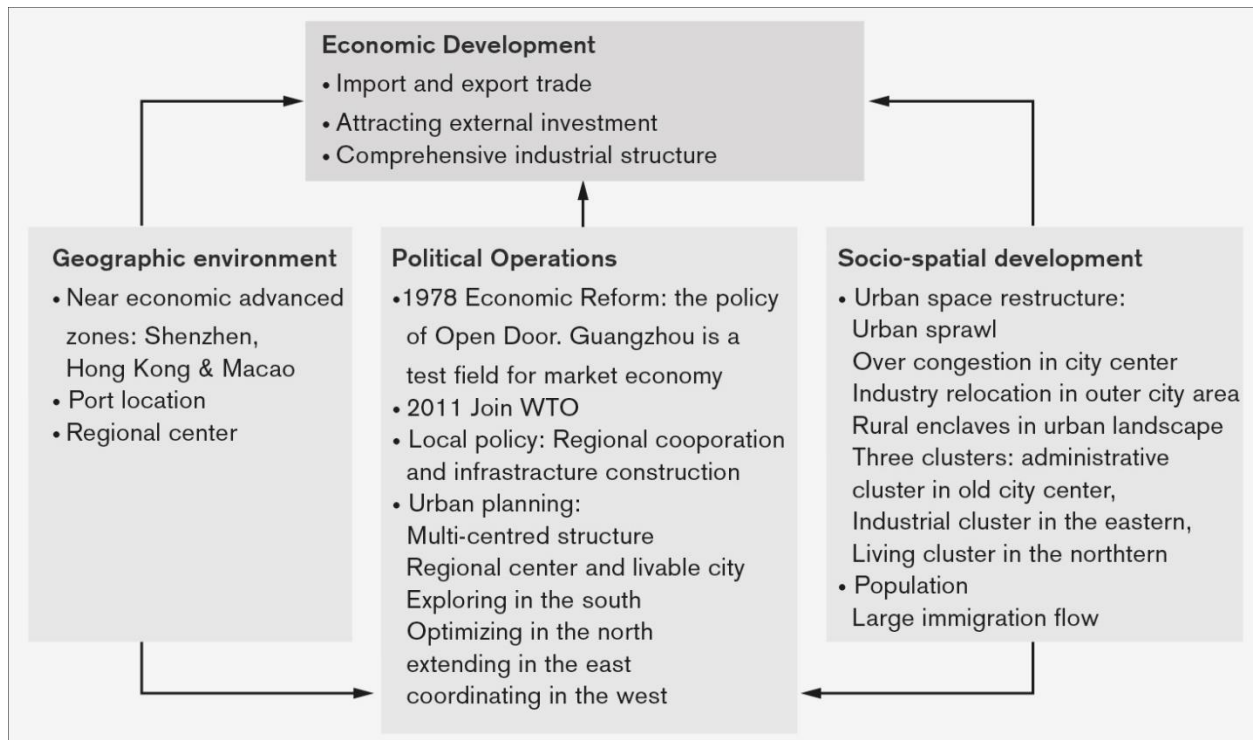 Economic Development
• Import and export trade
• Attracting external investment
• Comprehensive industrial structure
Geographic environment
• Near economic advanced
zones: Shenzhen,
Hong Kong & Macao
• Port location
• Regional center
Political Operations
•1978 Economic Reform: the policy
of Open Door. Guangzhou is a
test field for market economy
• 2011 Join WTO
• Local policy: Regional cooporation
and infrastracture construction
• Urban planning:
Multi-centred structure
Regional center and livable city
Exploring in the south
Optimizing in the north
extending in the east
coordinating in the west
Socio-spatial development
• Urban space restructure:
Urban sprawl
Over congestion in city center
Industry relocation in outer city area
Rural enclaves in urban landscape
Three clusters: administrative
cluster in old city center,
Industrial cluster in the eastern,
Living cluster in the northtern
• Population
Large immigration flow